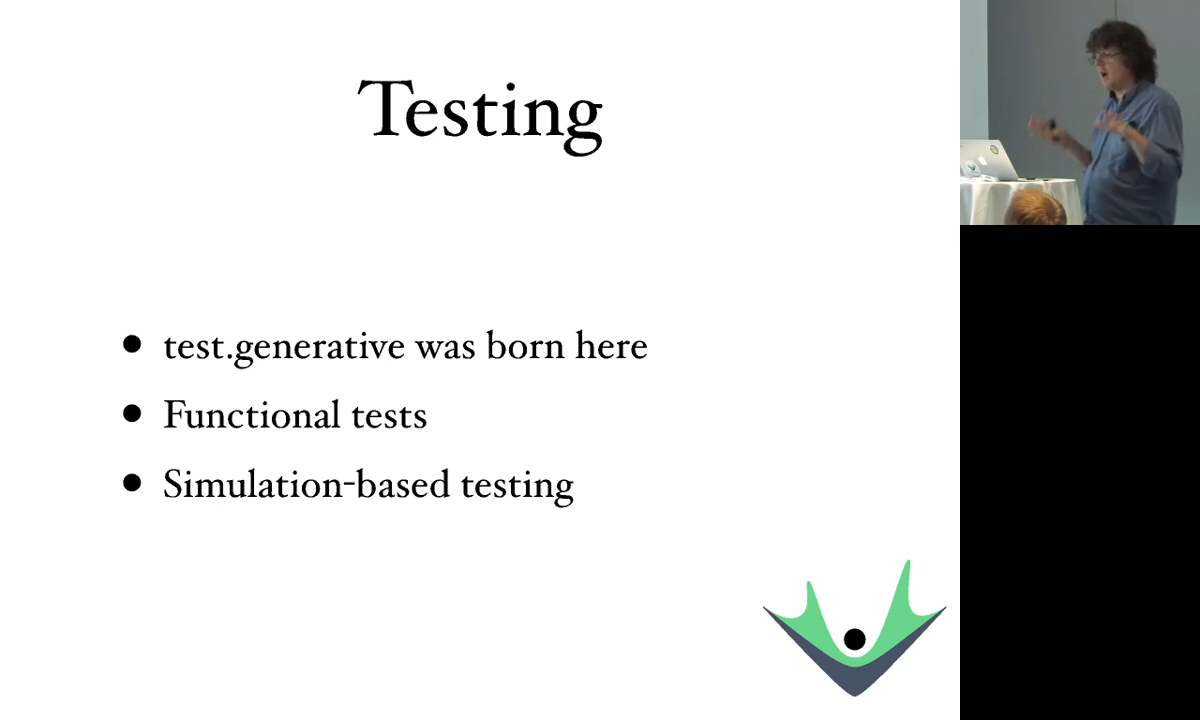 Testing
• test.generative was born here
• Functional tests
• Simulation-based testing